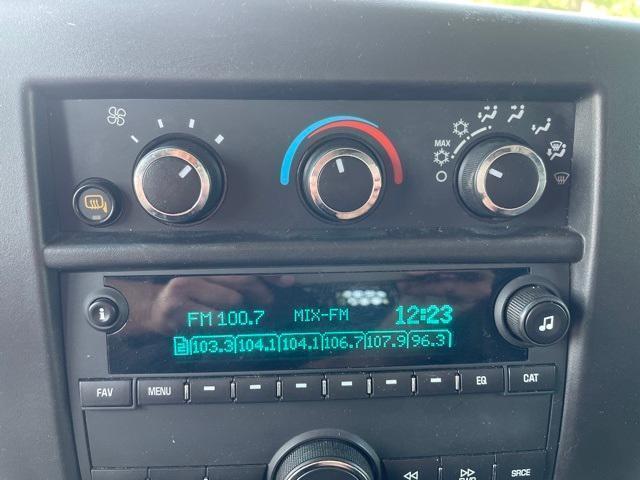 MAX
i
FM 100.7 MIX-FM 12:23
103.3 104.1 104.1 106.7 107.9 96.3
FAV MENU EQ CAT
SRCE